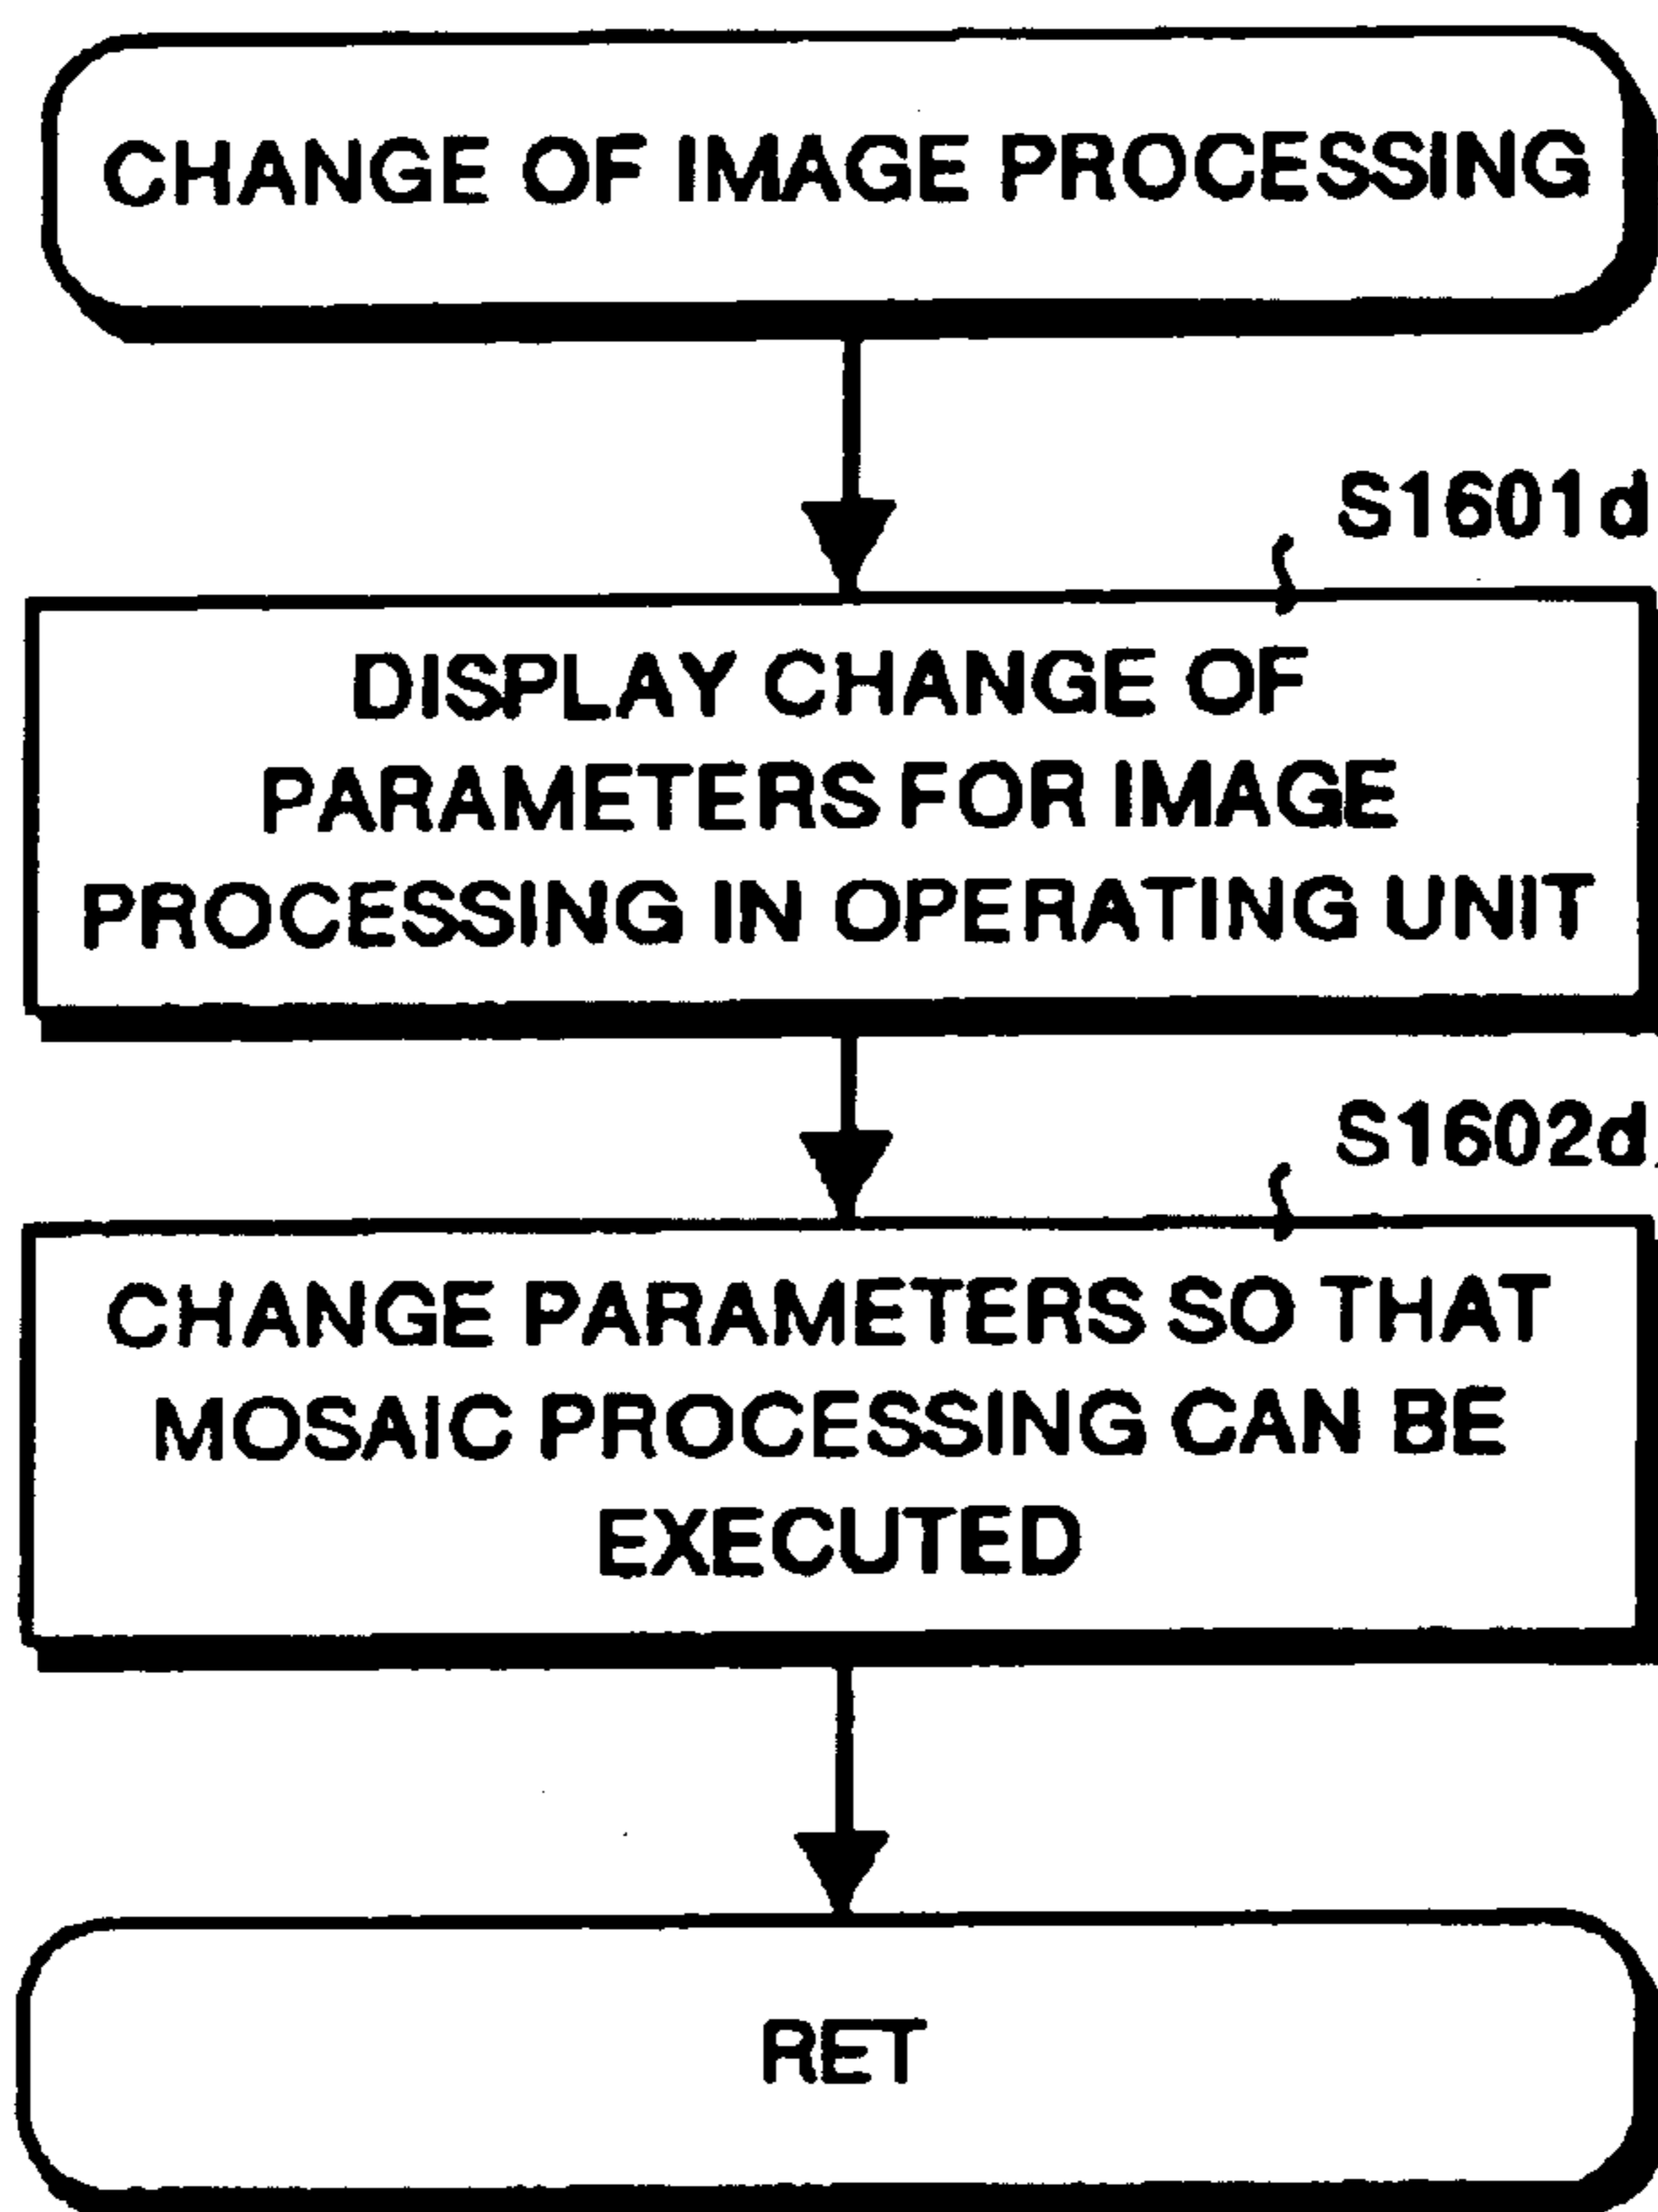 CHANGE OF IMAGE PROCESSING
S1601d
DISPLAY CHANGE OF
PARAMETERS FOR IMAGE
PROCESSING IN OPERATING UNIT
S1602d
CHANGE PARAMETERS SO THAT
MOSAIC PROCESSING CAN BE
EXECUTED
RET